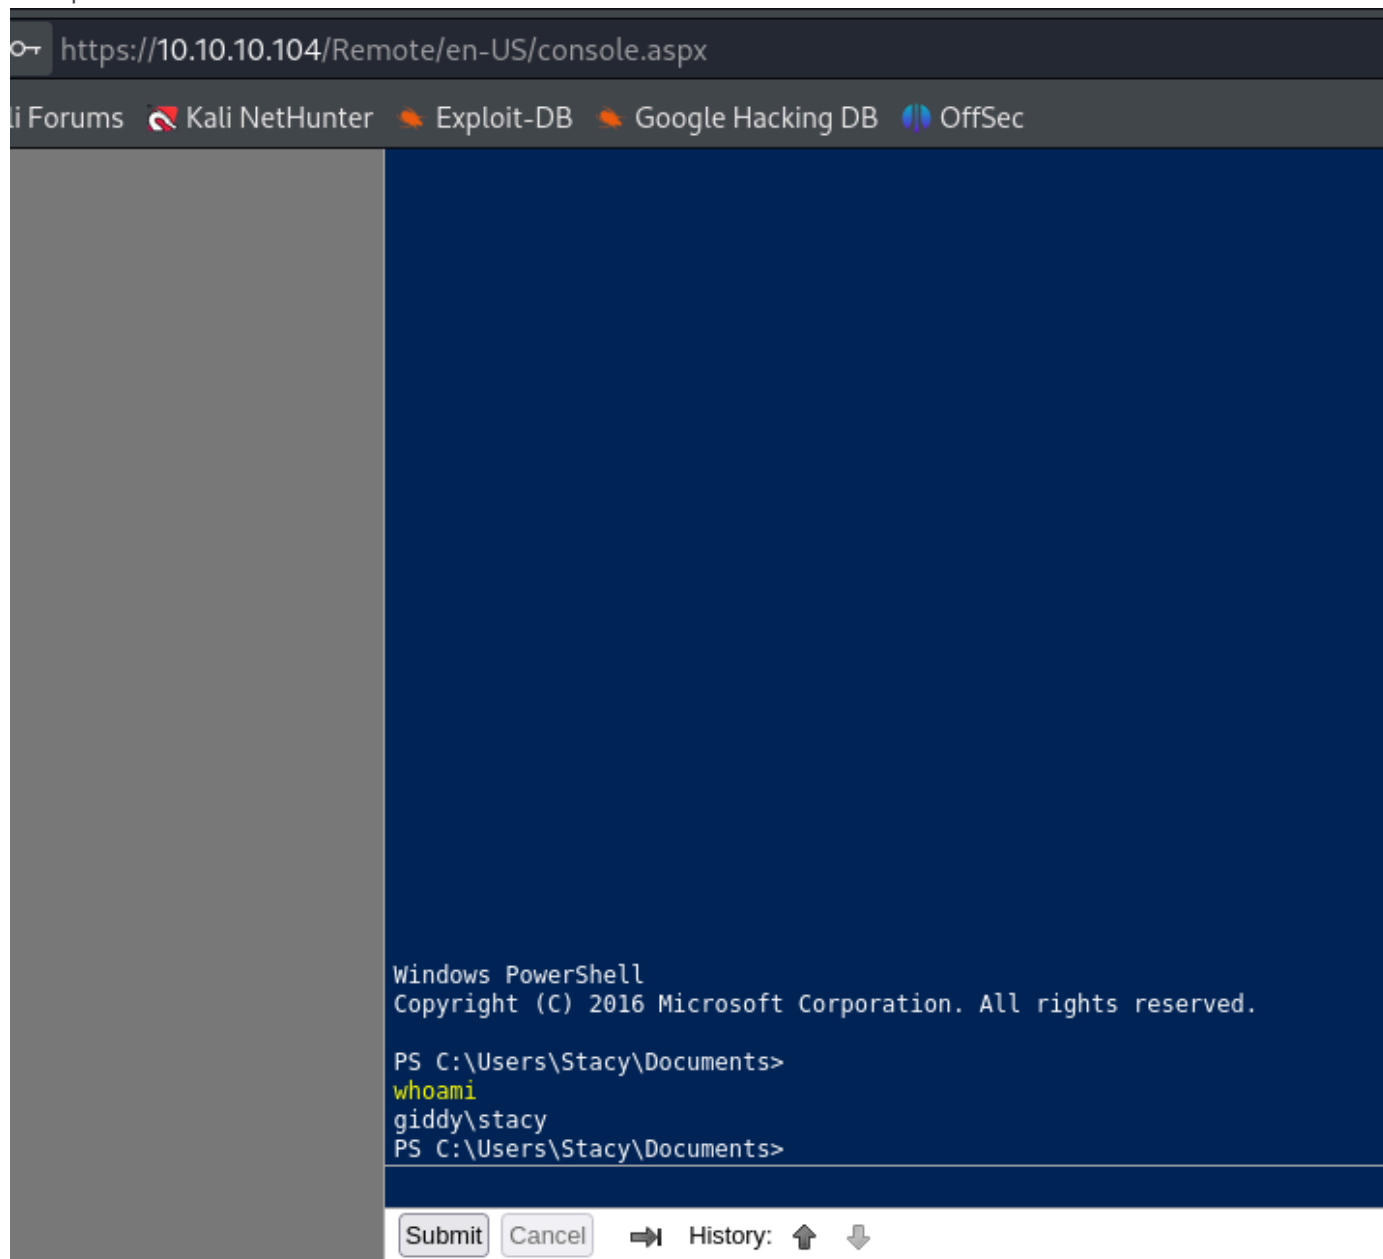 https://10.10.10.104/Remote/en-US/console.aspx
li Forums Kali NetHunter Exploit-DB Google Hacking DB OffSec
Windows PowerShell
Copyright (C) 2016 Microsoft Corporation. All rights reserved.
PS C:\Users\Stacy\Documents>
whoami
giddy\stacy
PS C:\Users\Stacy\Documents>
Submit Cancel History: